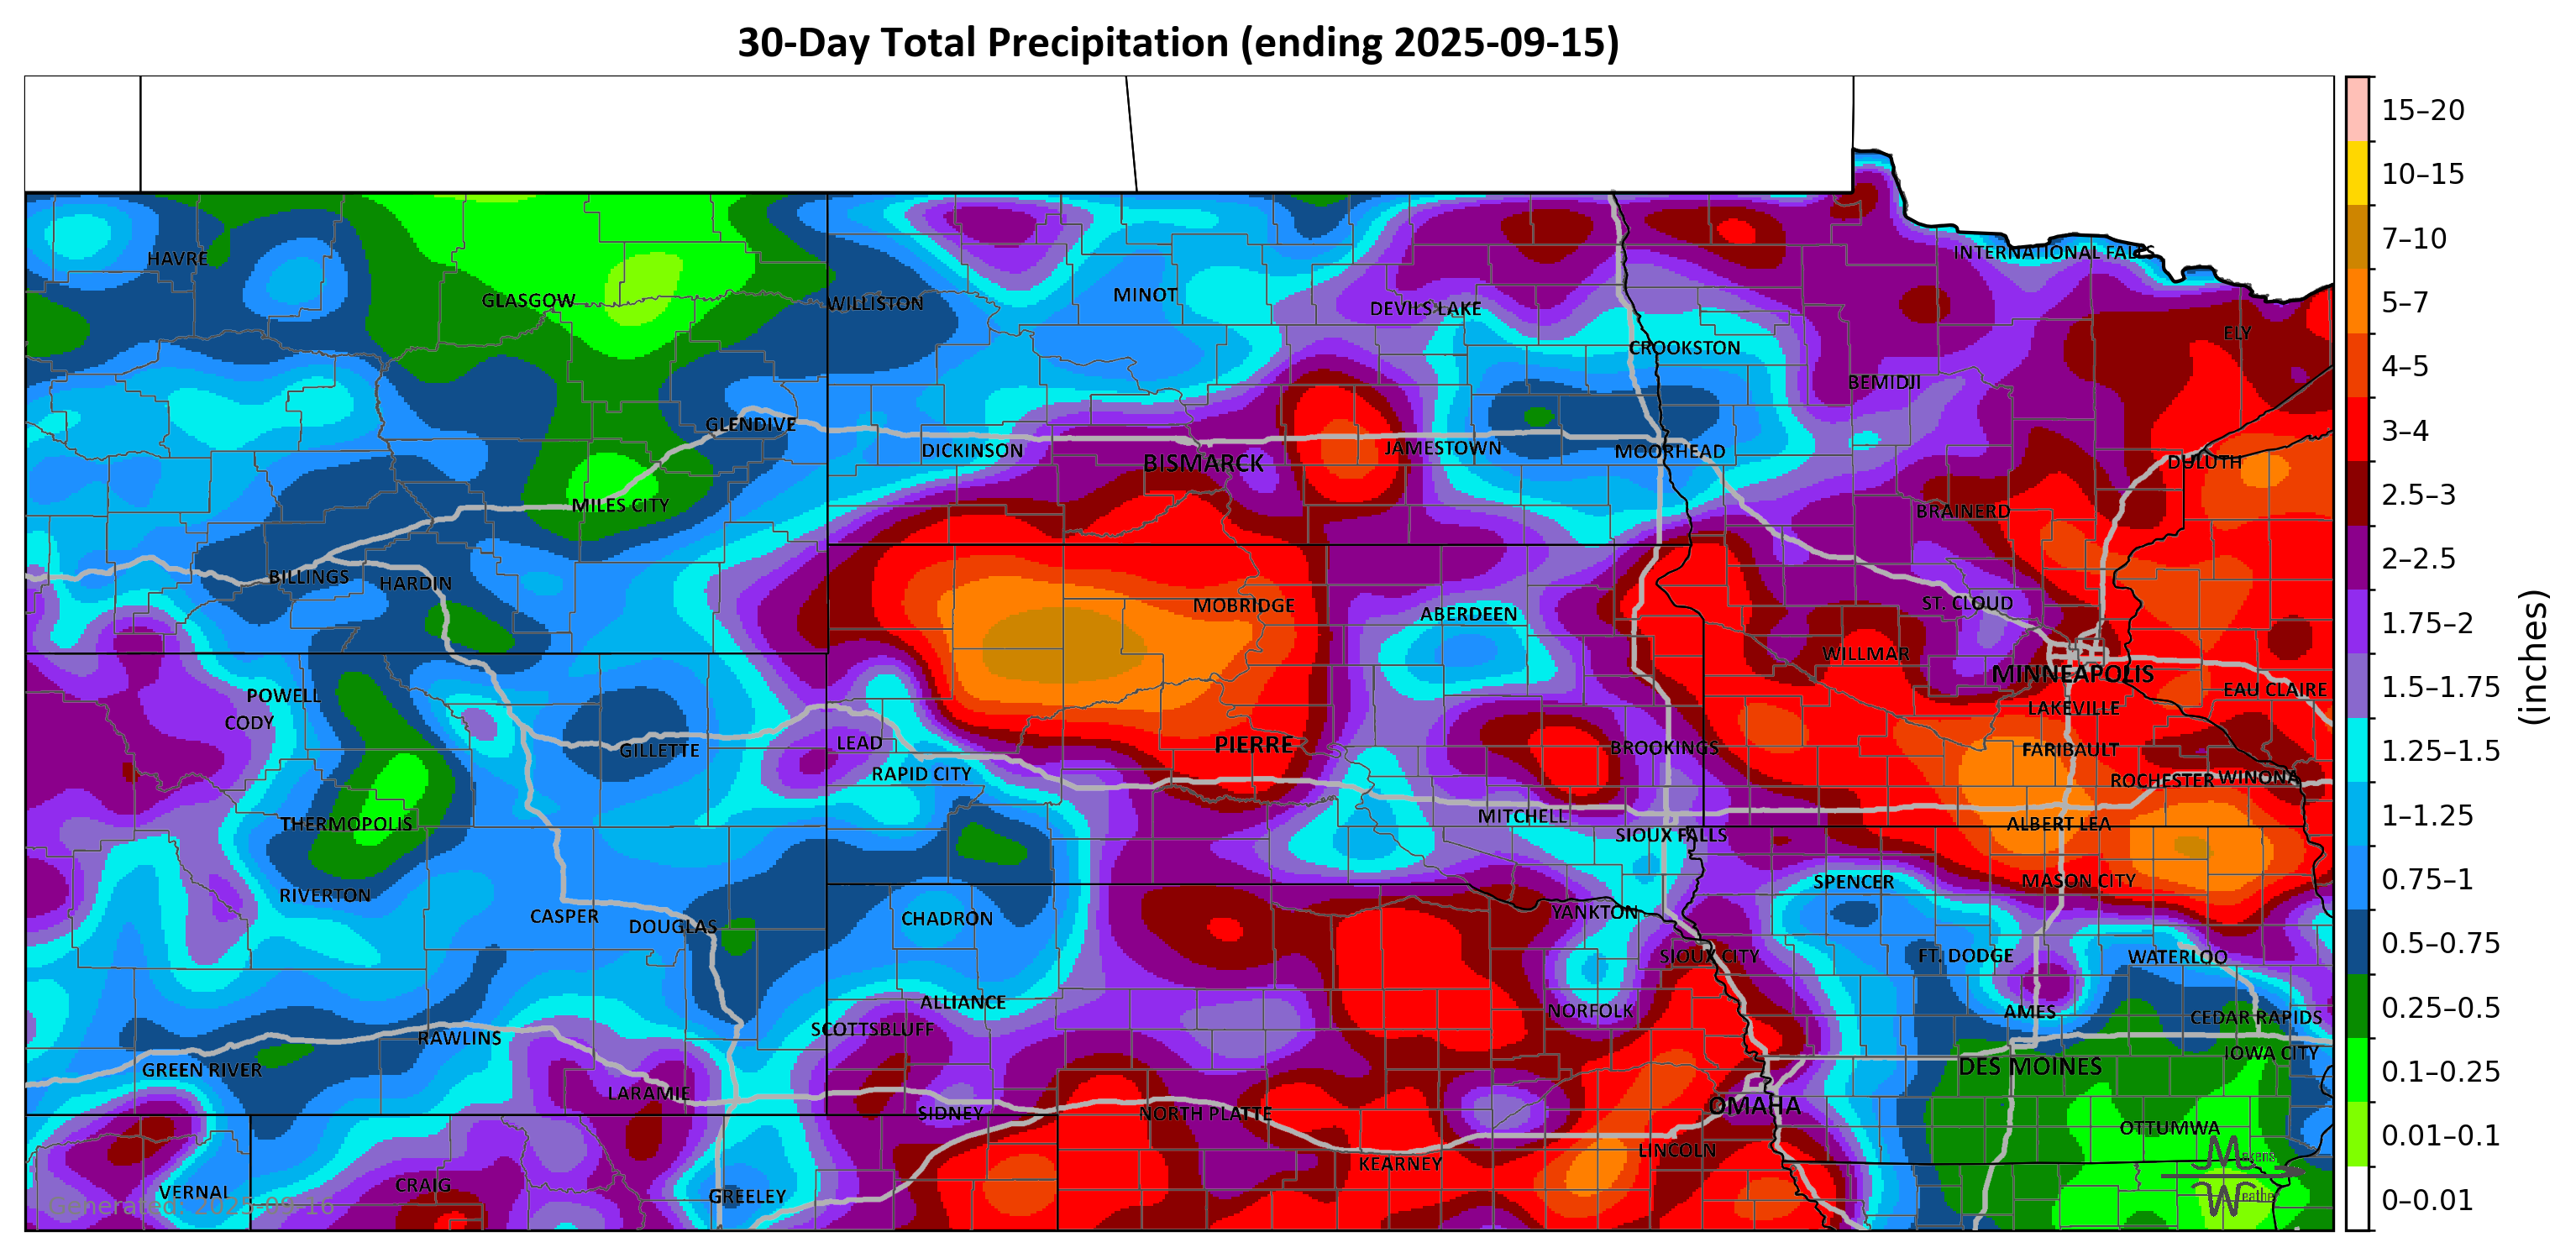 30-Day Total Precipitation (ending 2025-09-15)
15–20
10–15
7–10
5–7
4–5
3–4
2.5–3
2–2.5
1.75–2
1.5–1.75
1.25–1.5
1–1.25
0.75–1
0.5–0.75
0.25–0.5
0.1–0.25
0.01–0.1
0–0.01
(inches)
HAVRE
INTERNATIONAL FALLS
GLASGOW
WILLISTON
MINOT
DEVILS LAKE
ELY
CROOKSTON
BEMIDJI
GLENDIVE
DICKINSON
BISMARCK
JAMESTOWN
MOORHEAD
DULUTH
MILES CITY
BRAINERD
BILLINGS
HARDIN
MOBRIDGE
ABERDEEN
ST. CLOUD
WILLMAR
MINNEAPOLIS
POWELL
CODY
EAU CLAIRE
LAKEVILLE
GILLETTE
LEAD
PIERRE
BROOKINGS
FARIBAULT
RAPID CITY
ROCHESTER
WINONA
THERMOPOLIS
MITCHELL
SIOUX FALLS
ALBERT LEA
RIVERTON
SPENCER
MASON CITY
CASPER
DOUGLAS
CHADRON
YANKTON
SIOUX CITY
FT. DODGE
WATERLOO
ALLIANCE
NORFOLK
AMES
SCOTTSBLUFF
CEDAR RAPIDS
RAWLINS
IOWA CITY
GREEN RIVER
DES MOINES
LARAMIE
SIDNEY
NORTH PLATTE
OMAHA
OTTUMWA
LINCOLN
KEARNEY
VERNAL
CRAIG
GREELEY
Makens
Weather
Generated: 2025-09-16